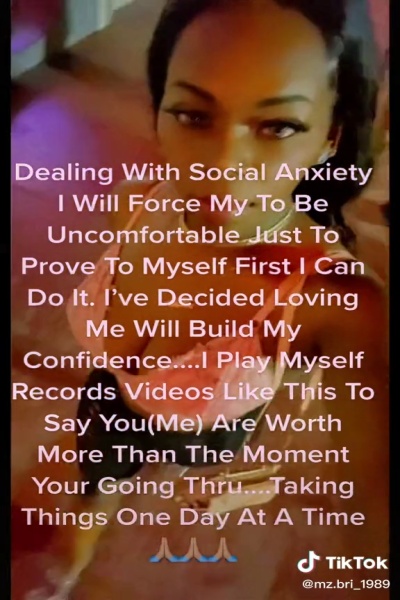 Dealing With Social Anxiety
I Will Force My To Be
Uncomfortable Just To
Prove To Myself First I Can
Do It. I've Decided Loving
Me Will Build My
Confidence....I Play Myself
Records Videos Like This To
Say You(Me) Are Worth
More Than The Moment
Your Going Thru....Taking
Things One Day At A Time
🙏🏽🙏🏽🙏🏽
TikTok
@mz.bri_1989